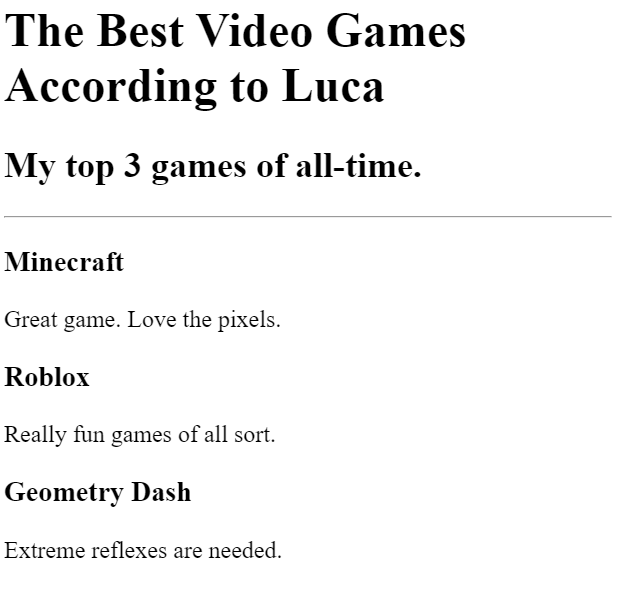 The Best Video Games
According to Luca
My top 3 games of all-time.
Minecraft
Great game. Love the pixels.
Roblox
Really fun games of all sort.
Geometry Dash
Extreme reflexes are needed.